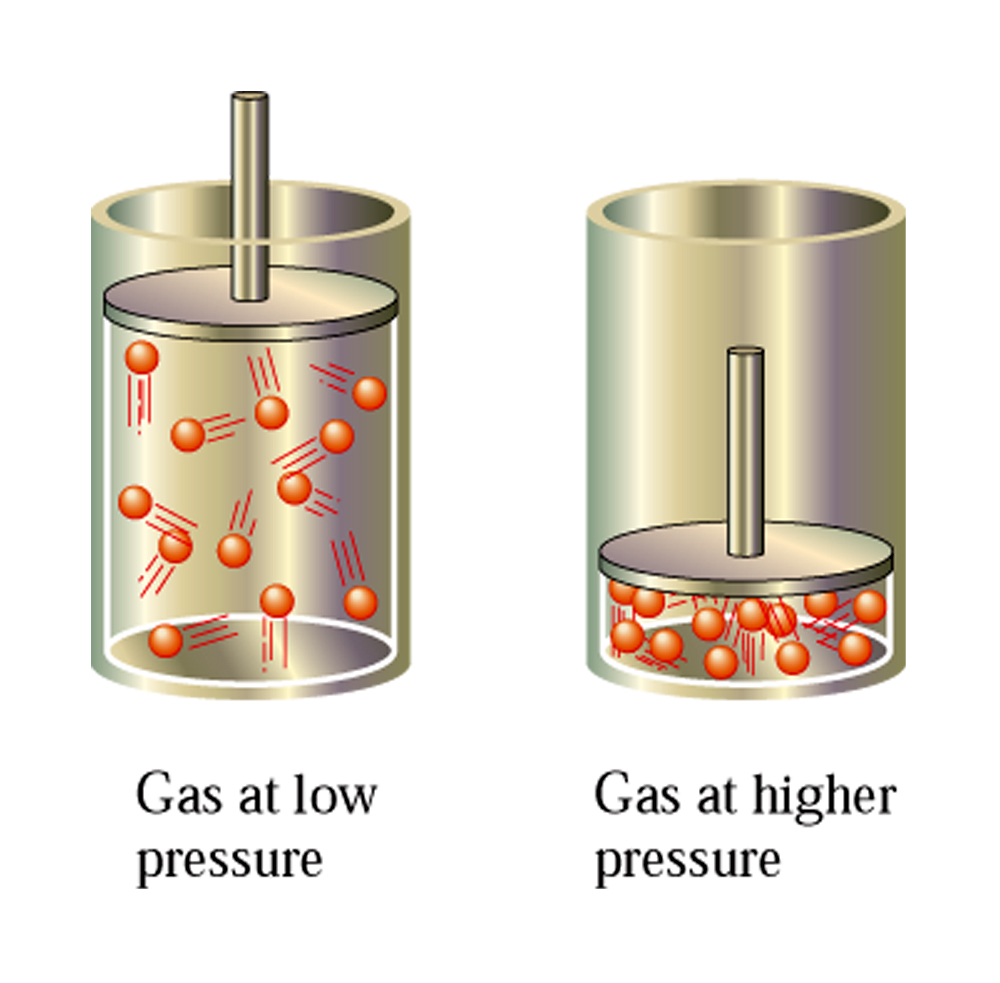 Gas at low
pressure
Gas at higher
pressure